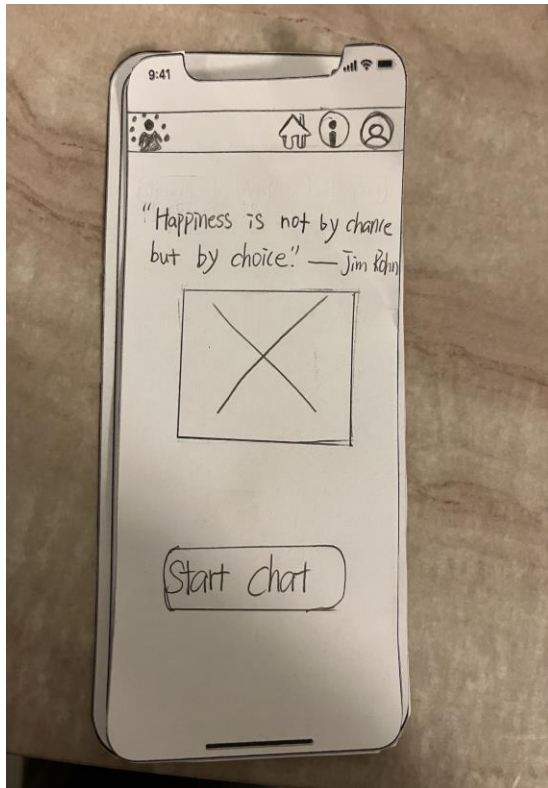 9:41
"Happiness is not by chance
but by choice." — Jim Rohn
Start chat